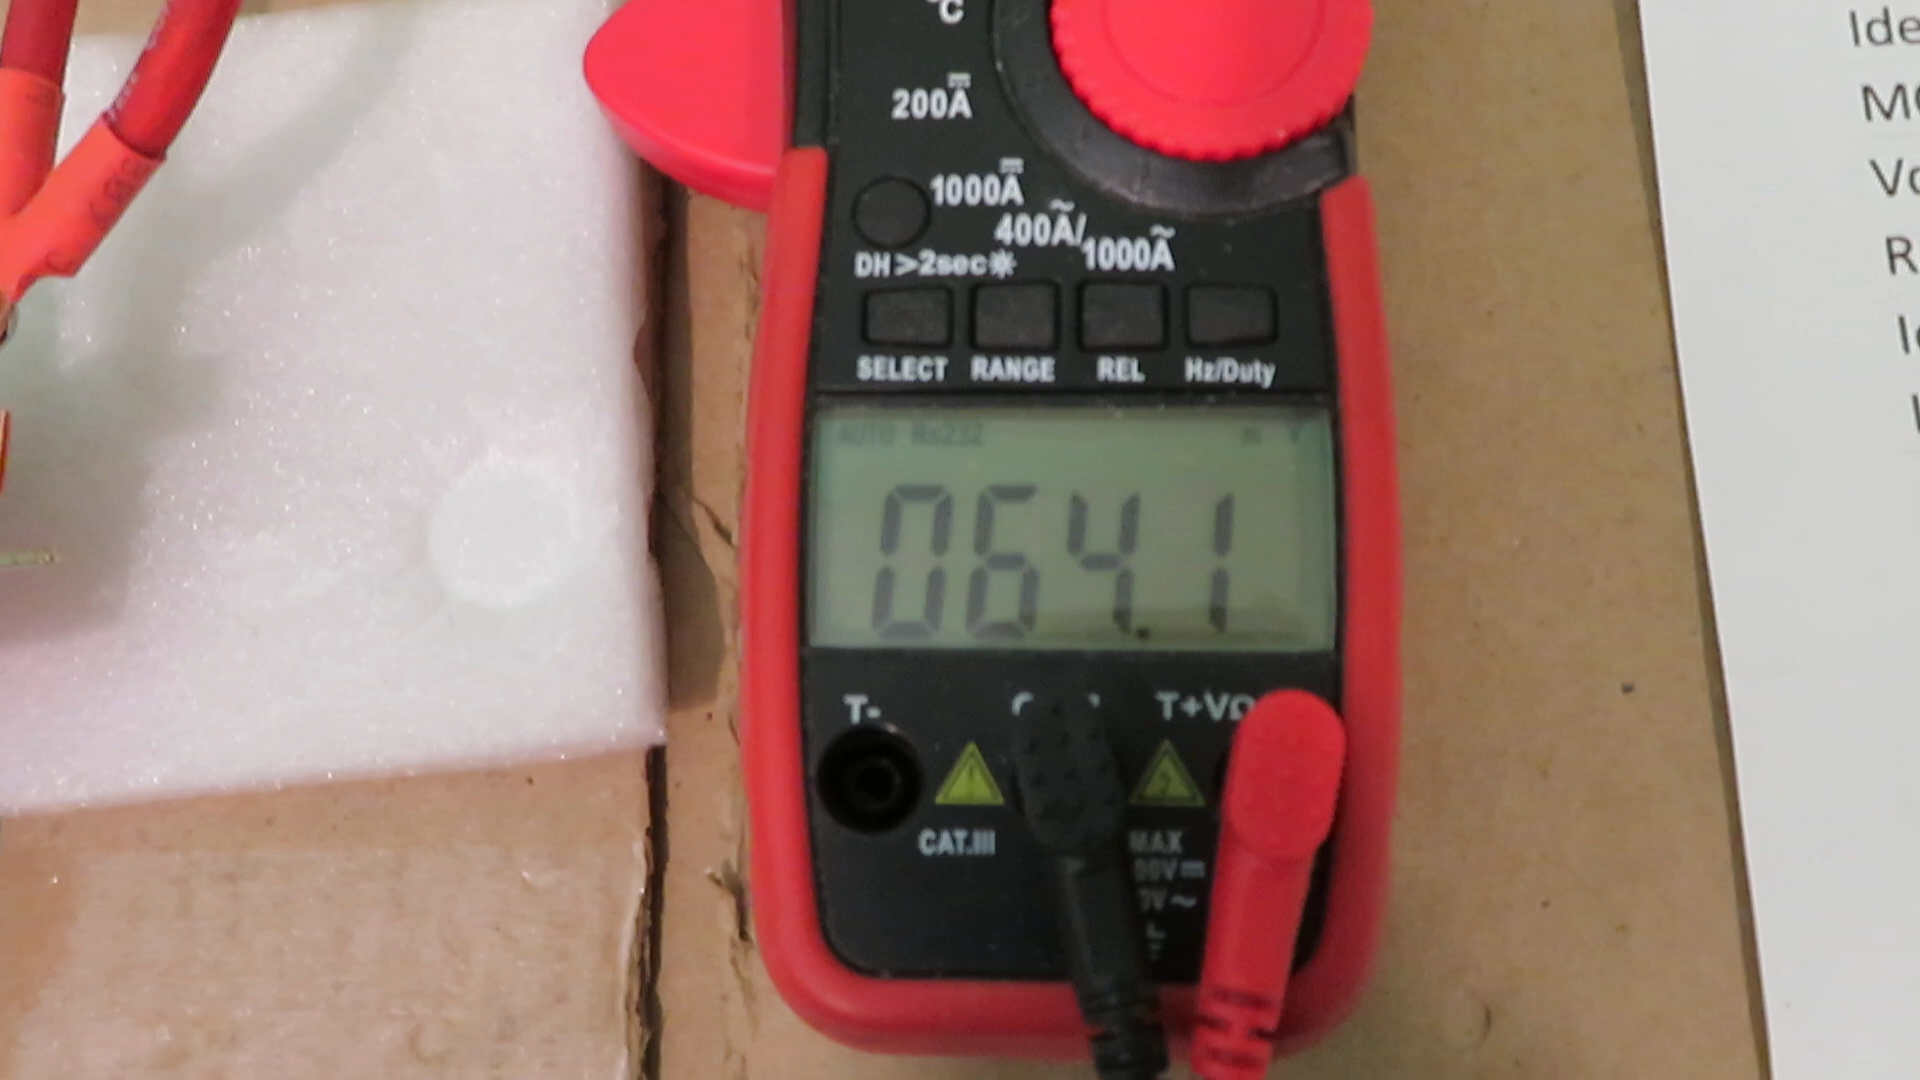 °C
200A
1000A
400A/
1000A
DH>2sec
SELECT RANGE REL Hz/Duty
AUTO Rs232 m V
064.1
T- T+VΩ
CAT.III MAX
Ide
R